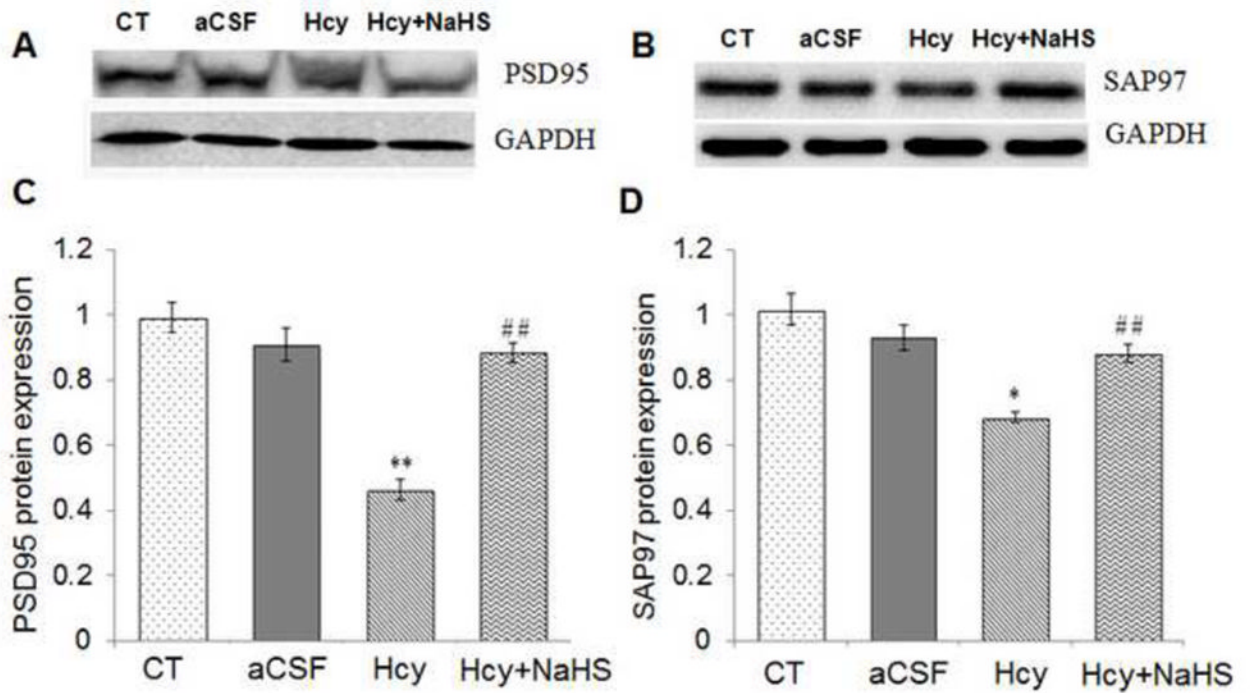 A
CT aCSF Hcy Hcy+NaHS
PSD95
GAPDH
B
CT aCSF Hcy Hcy+NaHS
SAP97
GAPDH
C
PSD95 protein expression
1.2
1
0.8
0.6
0.4
0.2
0
**
##
CT aCSF Hcy Hcy+NaHS
D
SAP97 protein expression
1.2
1
0.8
0.6
0.4
0.2
0
*
##
CT aCSF Hcy Hcy+NaHS